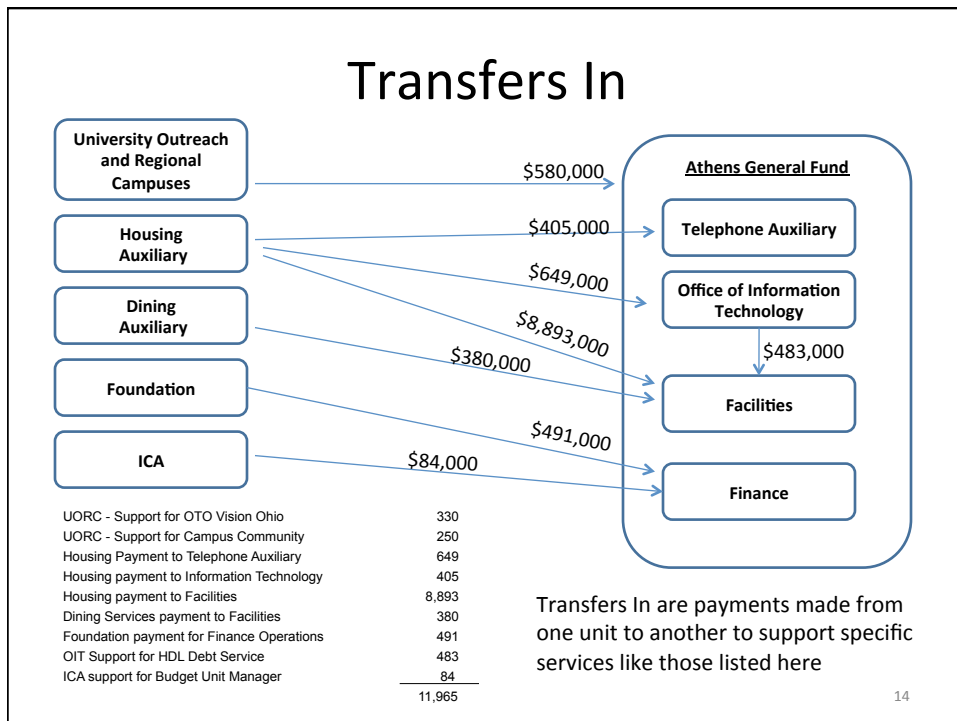 Transfers In
University Outreach
and Regional
Campuses
$580,000
Athens General Fund
Housing
Auxiliary
$405,000
Telephone Auxiliary
$649,000
Office of Information
Technology
Dining
Auxiliary
$8,893,000
$380,000
$483,000
Foundation
Facilities
$491,000
ICA
$84,000
Finance
UORC - Support for OTO Vision Ohio 330
UORC - Support for Campus Community 250
Housing Payment to Telephone Auxiliary 649
Housing payment to Information Technology 405
Housing payment to Facilities 8,893
Dining Services payment to Facilities 380
Foundation payment for Finance Operations 491
OIT Support for HDL Debt Service 483
ICA support for Budget Unit Manager 84
11,965
Transfers In are payments made from
one unit to another to support specific
services like those listed here
14